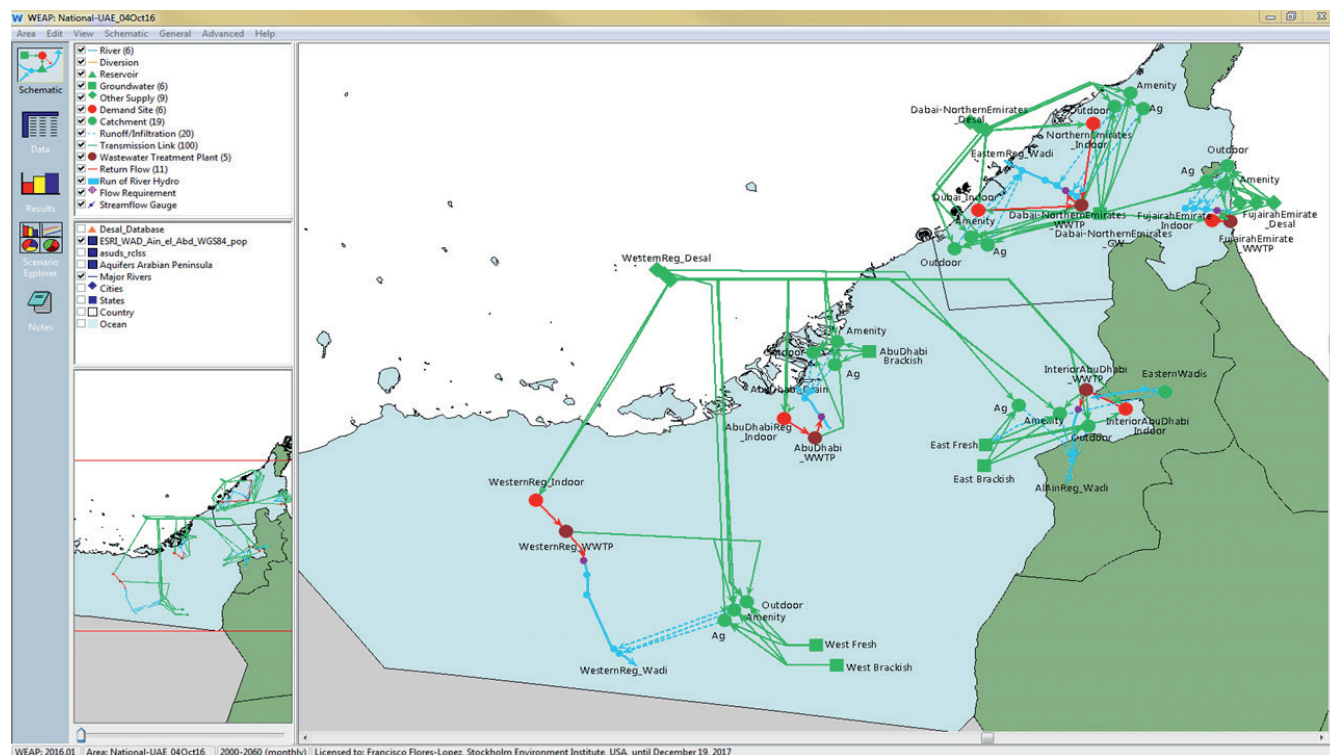 WEAP: National-UAE_04Oct16
Area Edit View Schematic General Advanced Help
Schematic
Data
Results
Scenario
Explorer
Notes
River (6)
Diversion
Reservoir
Groundwater (6)
Other Supply (9)
Demand Site (6)
Catchment (19)
Runoff/Infiltration (20)
Transmission Link (100)
Wastewater Treatment Plant (5)
Return Flow (11)
Run of River Hydro
Flow Requirement
Streamflow Gauge
Desal_Database
ESRI_WAD_Ain_el_Abd_WGS84_pop
asuds_rclss
Aquifers Arabian Peninsula
Major Rivers
Cities
States
Country
Ocean
Amenity
Dabai-NorthernEmirates
_Desal
Outdoor
Ag
NorthernEmirates
_Indoor
EasternReg_Wadi
Outdoor
Ag
Amenity
Dubai_Indoor
Amenity
Dabai-NorthernEmirates
_WWTP
Dabai-NorthernEmirates
_GW
FujairahEmirate
Indoor
FujairahEmirate
_Desal
FujairahEmirate
WWTP
Outdoor
Ag
WesternReg_Desal
Amenity
Outdoor
AbuDhabi
Brackish
Ag
AbuDhabi_Drain
InteriorAbuDhabi
_WWTP
EasternWadis
AbuDhabiReg
_Indoor
AbuDhabi
_WWTP
Ag
Amenity
InteriorAbuDhabi
Indoor
Outdoor
East Fresh
East Brackish
AlAinReg_Wadi
WesternReg_Indoor
WesternReg_WWTP
Outdoor
Amenity
Ag
West Fresh
West Brackish
WesternReg_Wadi
WEAP: 2016.01 Area: National-UAE_04Oct16 2000-2060 (monthly) Licensed to: Francisco Flores-Lopez, Stockholm Environment Institute, USA, until December 19, 2017